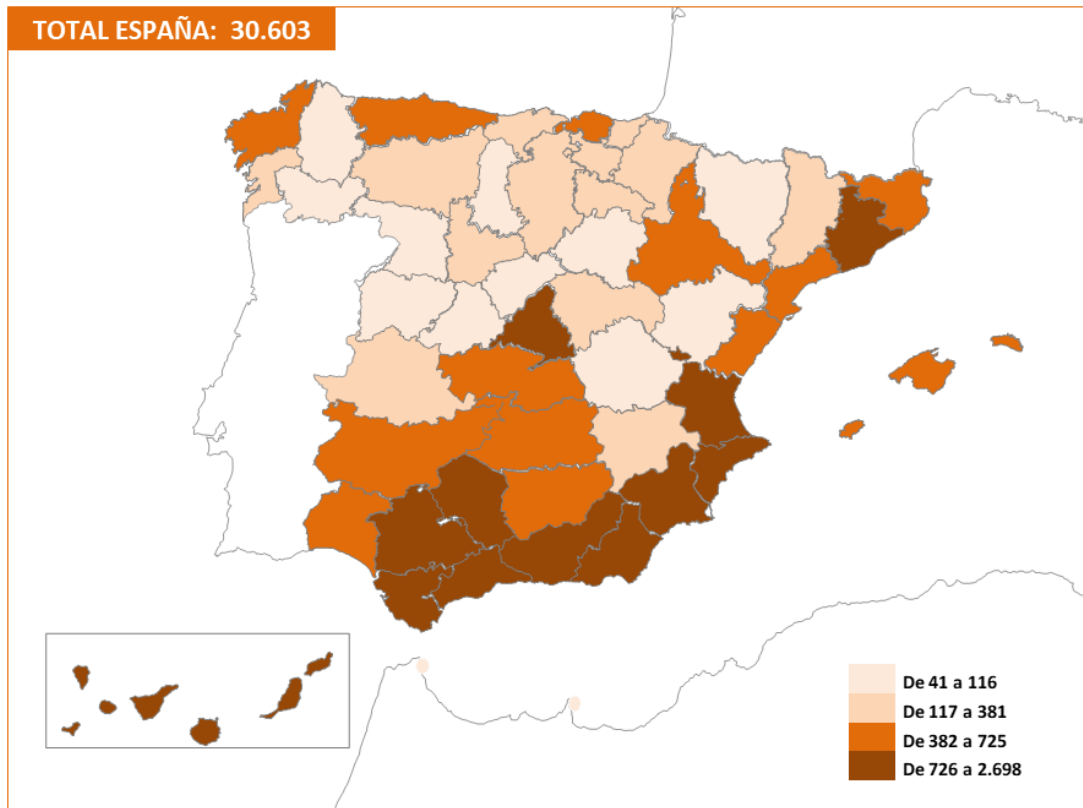 TOTAL ESPAÑA: 30.603
De 41 a 116
De 117 a 381
De 382 a 725
De 726 a 2.698